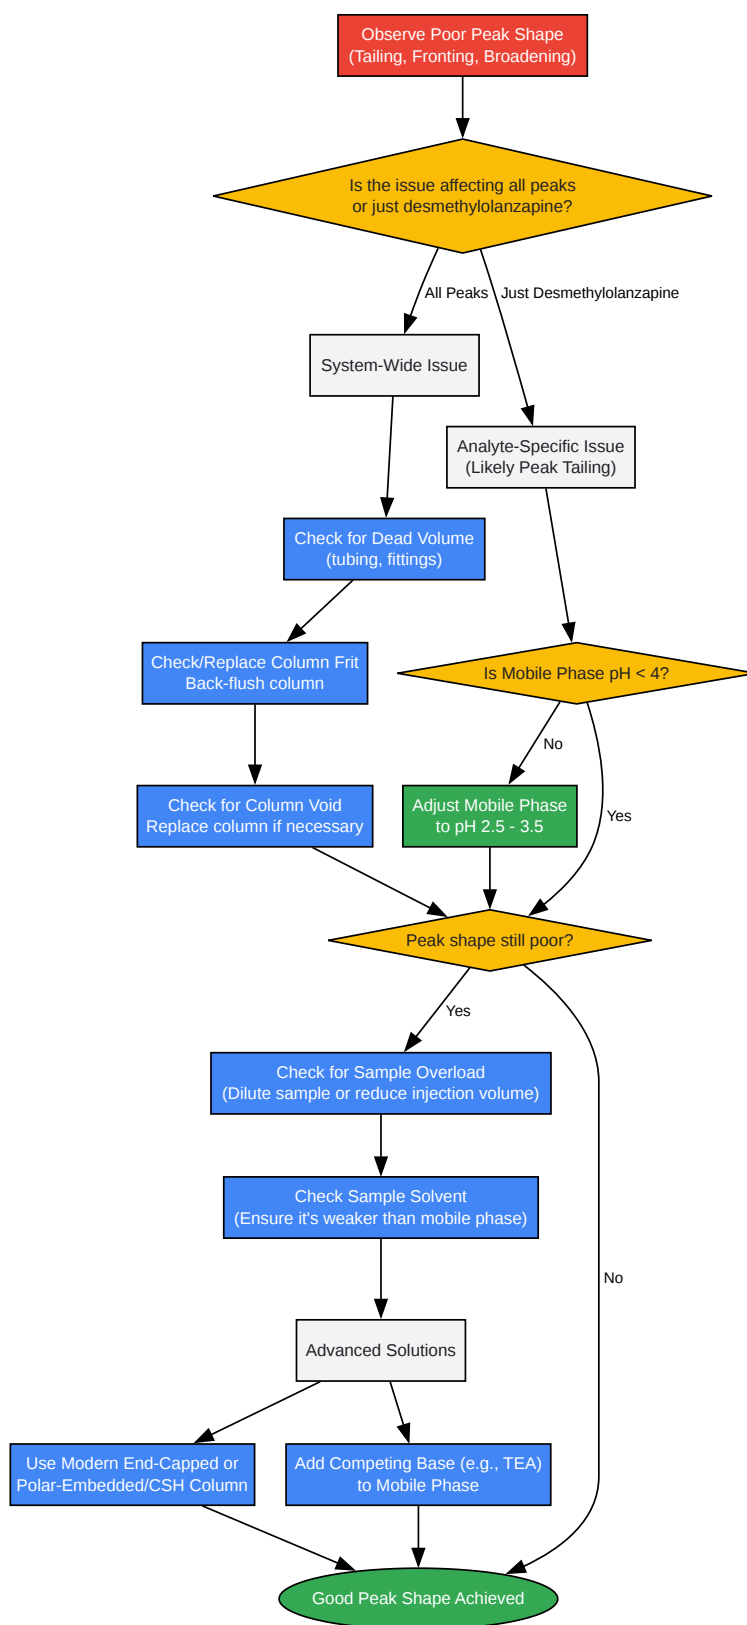 Observe Poor Peak Shape
(Tailing, Fronting, Broadening)
Is the issue affecting all peaks
or just desmethylolanzapine?
All Peaks
Just Desmethylolanzapine
System-Wide Issue
Analyte-Specific Issue
(Likely Peak Tailing)
Check for Dead Volume
(tubing, fittings)
Check/Replace Column Frit
Back-flush column
Is Mobile Phase pH < 4?
No
Check for Column Void
Replace column if necessary
Adjust Mobile Phase
to pH 2.5 - 3.5
Yes
Peak shape still poor?
Yes
Check for Sample Overload
(Dilute sample or reduce injection volume)
Check Sample Solvent
(Ensure it's weaker than mobile phase)
No
Advanced Solutions
Use Modern End-Capped or
Polar-Embedded/CSH Column
Add Competing Base (e.g., TEA)
to Mobile Phase
Good Peak Shape Achieved